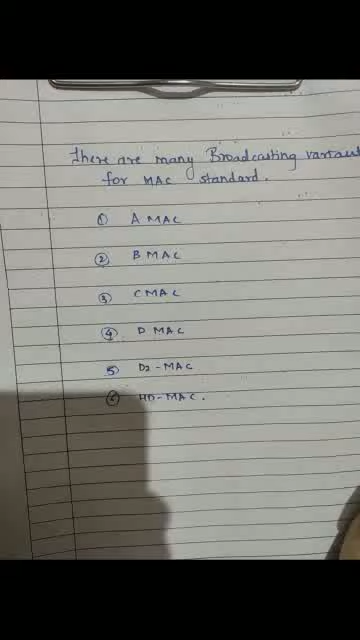 There are many Broadcasting variant
for MAC standard.
① A MAC
② B MAC
③ C MAC
④ D MAC
5) D2-MAC
⑥ HD-MAC.